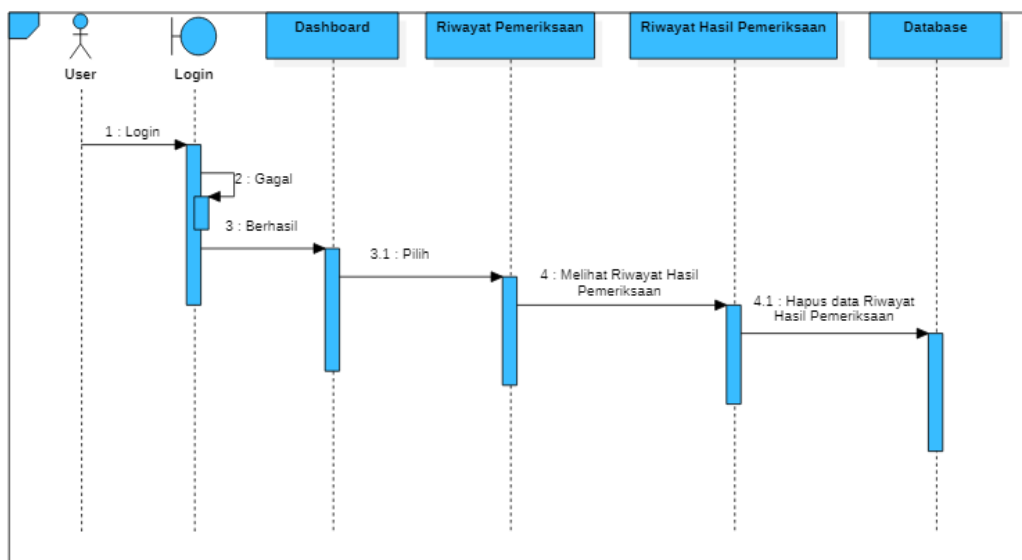 Dashboard
Riwayat Pemeriksaan
Riwayat Hasil Pemeriksaan
Database
User
Login
1 : Login
2 : Gagal
3 : Berhasil
3.1 : Pilih
4 : Melihat Riwayat Hasil
Pemeriksaan
4.1 : Hapus data Riwayat
Hasil Pemeriksaan